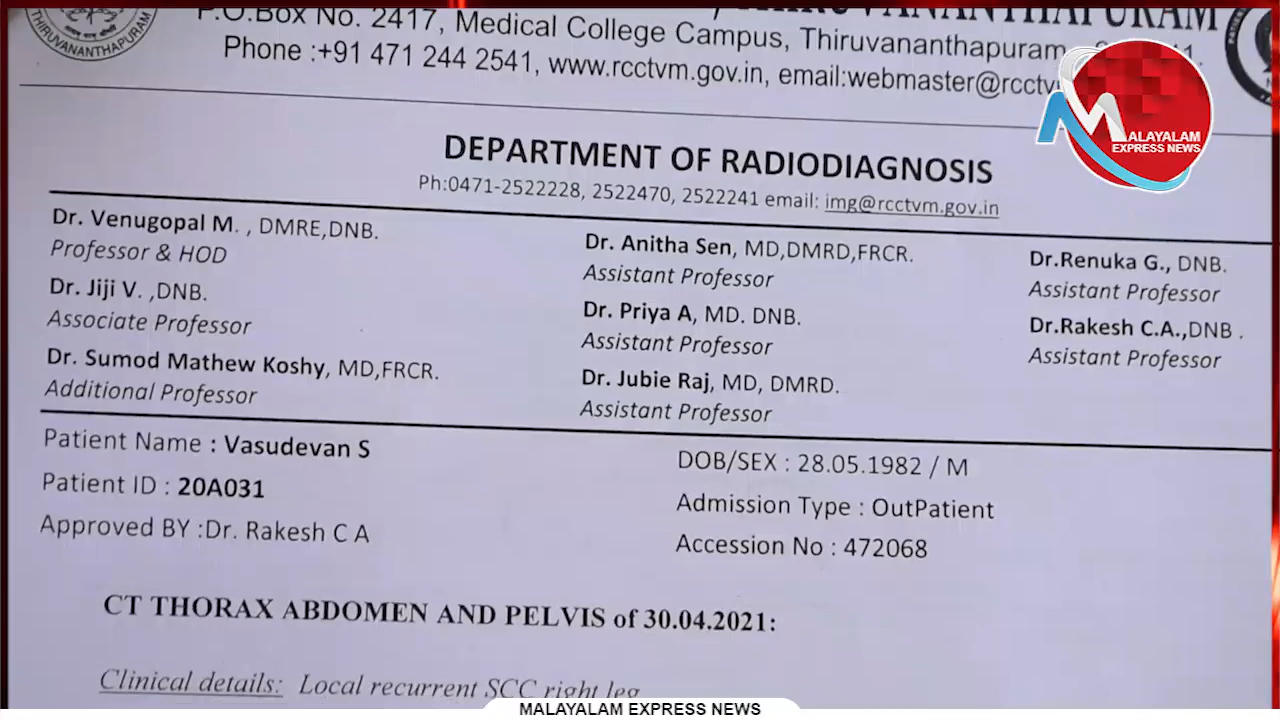 THIRUVANANTHAPURAM
P.O.Box No. 2417, Medical College Campus, Thiruvananthapuram
Phone :+91 471 244 2541, www.rcctvm.gov.in, email:webmaster@rcctv
THIRUVANANTHAPURAM
MALAYALAM
EXPRESS NEWS
DEPARTMENT OF RADIODIAGNOSIS
Ph:0471-2522228, 2522470, 2522241 email: img@rcctvm.gov.in
Dr. Venugopal M. , DMRE,DNB.
Professor & HOD
Dr. Jiji V. ,DNB.
Associate Professor
Dr. Sumod Mathew Koshy, MD,FRCR.
Additional Professor
Dr. Anitha Sen, MD,DMRD,FRCR.
Assistant Professor
Dr. Priya A, MD. DNB.
Assistant Professor
Dr. Jubie Raj, MD, DMRD.
Assistant Professor
Dr.Renuka G., DNB.
Assistant Professor
Dr.Rakesh C.A.,DNB .
Assistant Professor
Patient Name : Vasudevan S
Patient ID : 20A031
Approved BY :Dr. Rakesh C A
DOB/SEX : 28.05.1982 / M
Admission Type : OutPatient
Accession No : 472068
CT THORAX ABDOMEN AND PELVIS of 30.04.2021:
Clinical details: Local recurrent SCC right leg
MALAYALAM EXPRESS NEWS